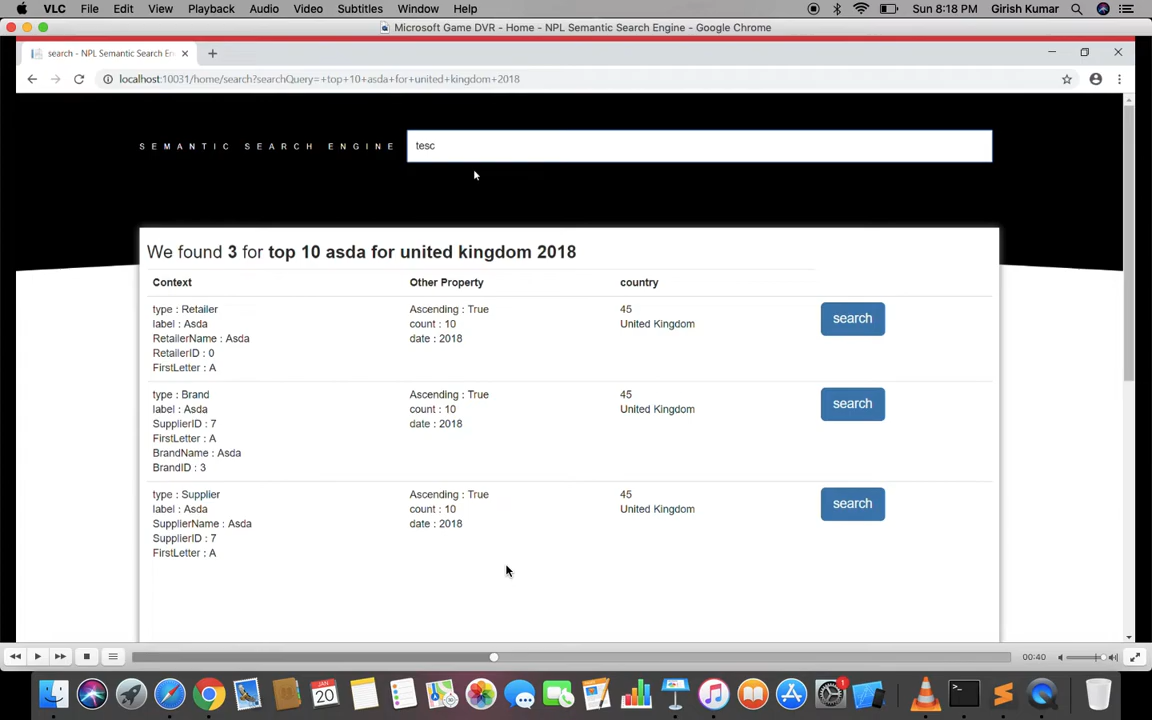 VLC File Edit View Playback Audio Video Subtitles Window Help Sun 8:18 PM Girish Kumar
Microsoft Game DVR - Home - NPL Semantic Search Engine - Google Chrome
search - NPL Semantic Search En
localhost:10031/home/search?searchQuery=+top+10+asda+for+united+kingdom+2018
SEMANTIC SEARCH ENGINE tesc
We found 3 for top 10 asda for united kingdom 2018
Context Other Property country
type : Retailer Ascending : True 45
label : Asda count : 10 United Kingdom search
RetailerName : Asda date : 2018
RetailerID : 0
FirstLetter : A
type : Brand Ascending : True 45
label : Asda count : 10 United Kingdom search
SupplierID : 7 date : 2018
FirstLetter : A
BrandName : Asda
BrandID : 3
type : Supplier Ascending : True 45
label : Asda count : 10 United Kingdom search
SupplierName : Asda date : 2018
SupplierID : 7
FirstLetter : A
00:40
JAN
20
1